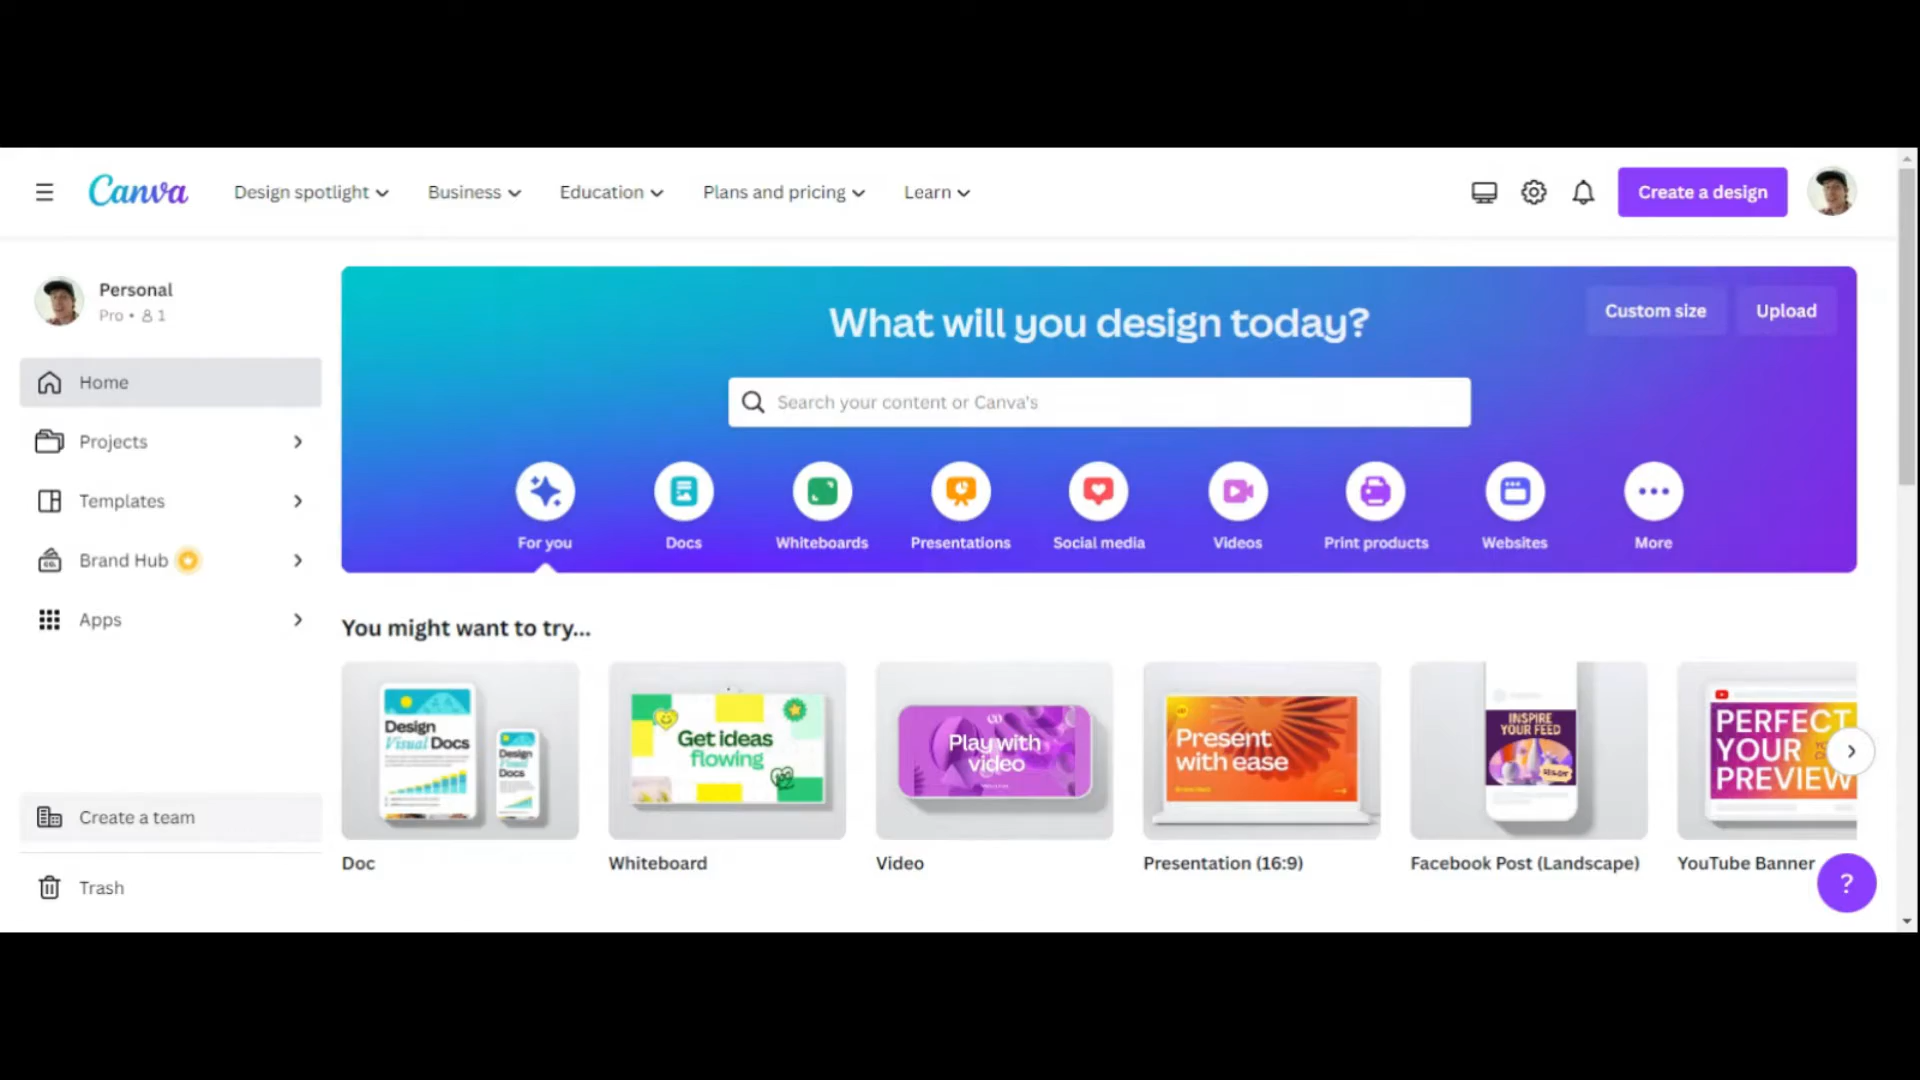 Canva
Design spotlight
Business
Education
Plans and pricing
Learn
Create a design
Personal
Pro • 1
Home
Projects
Templates
Brand Hub
Apps
Create a team
Trash
What will you design today?
Custom size
Upload
Search your content or Canva's
For you
Docs
Whiteboards
Presentations
Social media
Videos
Print products
Websites
More
You might want to try...
Design
Visual Docs
Design
Visual
Docs
Get ideas
flowing
Play with
video
Present
with ease
INSPIRE
YOUR FEED
PERFECT
YOUR
PREVIEW
Doc
Whiteboard
Video
Presentation (16:9)
Facebook Post (Landscape)
YouTube Banner
?